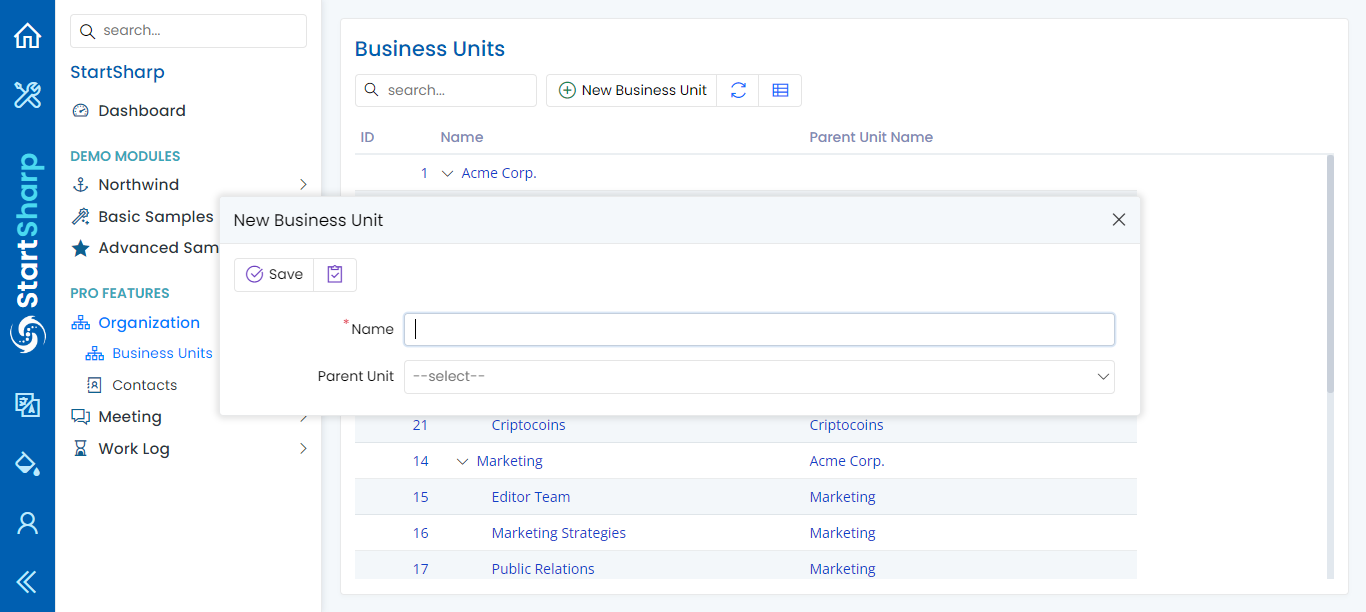 StartSharp
search...
StartSharp
Dashboard
DEMO MODULES
Northwind
Basic Samples
Advanced Sam
PRO FEATURES
Organization
Business Units
Contacts
Meeting
Work Log
Business Units
search...
New Business Unit
ID Name Parent Unit Name
1 Acme Corp.
New Business Unit
Save
* Name
Parent Unit --select--
21 Criptocoins Criptocoins
14 Marketing Acme Corp.
15 Editor Team Marketing
16 Marketing Strategies Marketing
17 Public Relations Marketing